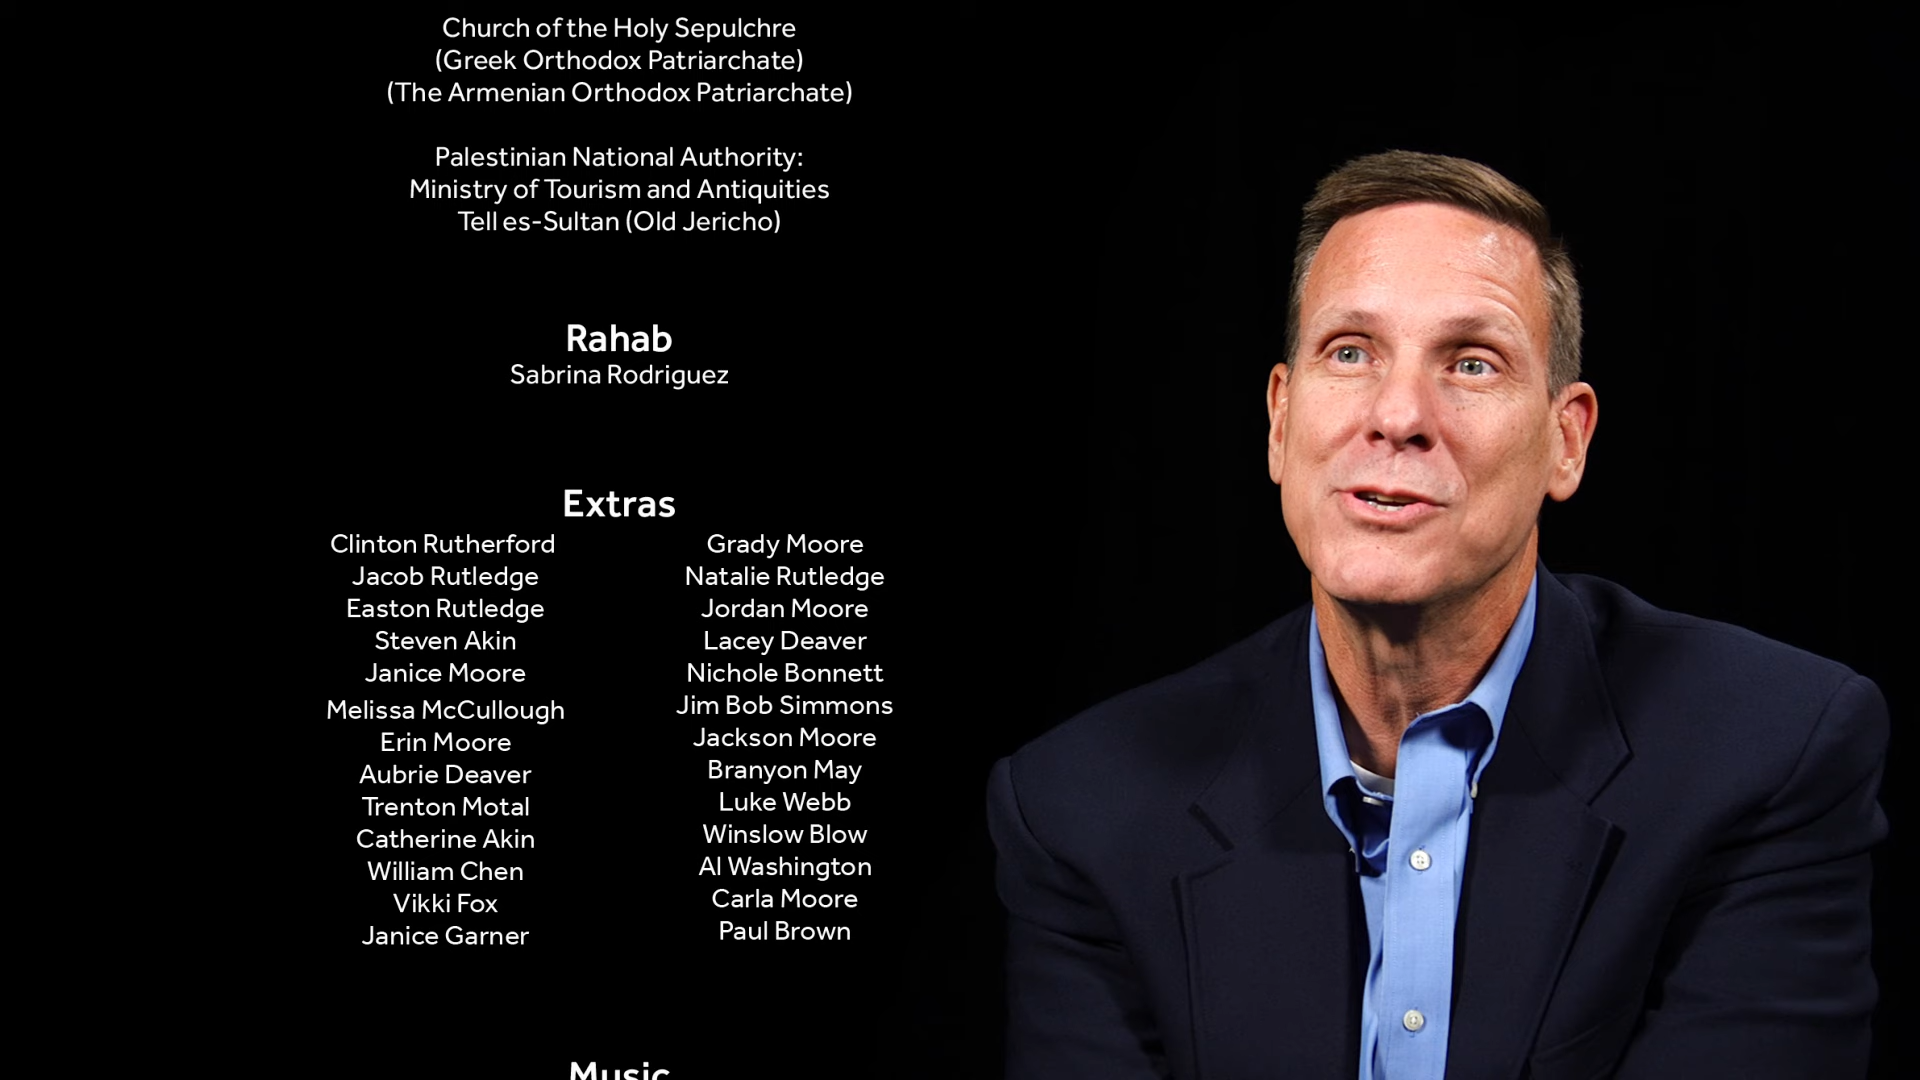 Church of the Holy Sepulchre
(Greek Orthodox Patriarchate)
(The Armenian Orthodox Patriarchate)
Palestinian National Authority:
Ministry of Tourism and Antiquities
Tell es-Sultan (Old Jericho)
Rahab
Sabrina Rodriguez
Extras
Clinton Rutherford
Jacob Rutledge
Easton Rutledge
Steven Akin
Janice Moore
Melissa McCullough
Erin Moore
Aubrie Deaver
Trenton Motal
Catherine Akin
William Chen
Vikki Fox
Janice Garner
Grady Moore
Natalie Rutledge
Jordan Moore
Lacey Deaver
Nichole Bonnett
Jim Bob Simmons
Jackson Moore
Branyon May
Luke Webb
Winslow Blow
Al Washington
Carla Moore
Paul Brown
Music